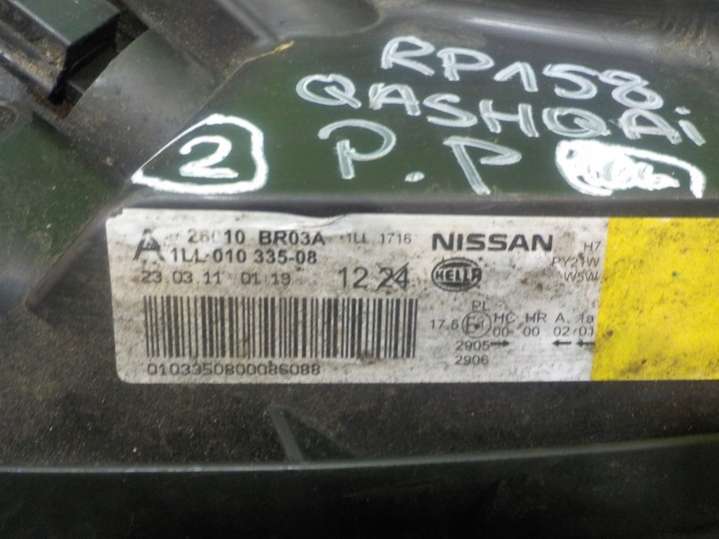 RP1598
QASHQAi
P.P
2
A 26010 BR03A 1LL 1716 NISSAN H7
1LL 010 335-08 HELLA PY21W
23.03.11 01 19 12 24 W5W
PL HC HR A. 1a
17.5 00 00 02 01
2905
2906
0103350800086088